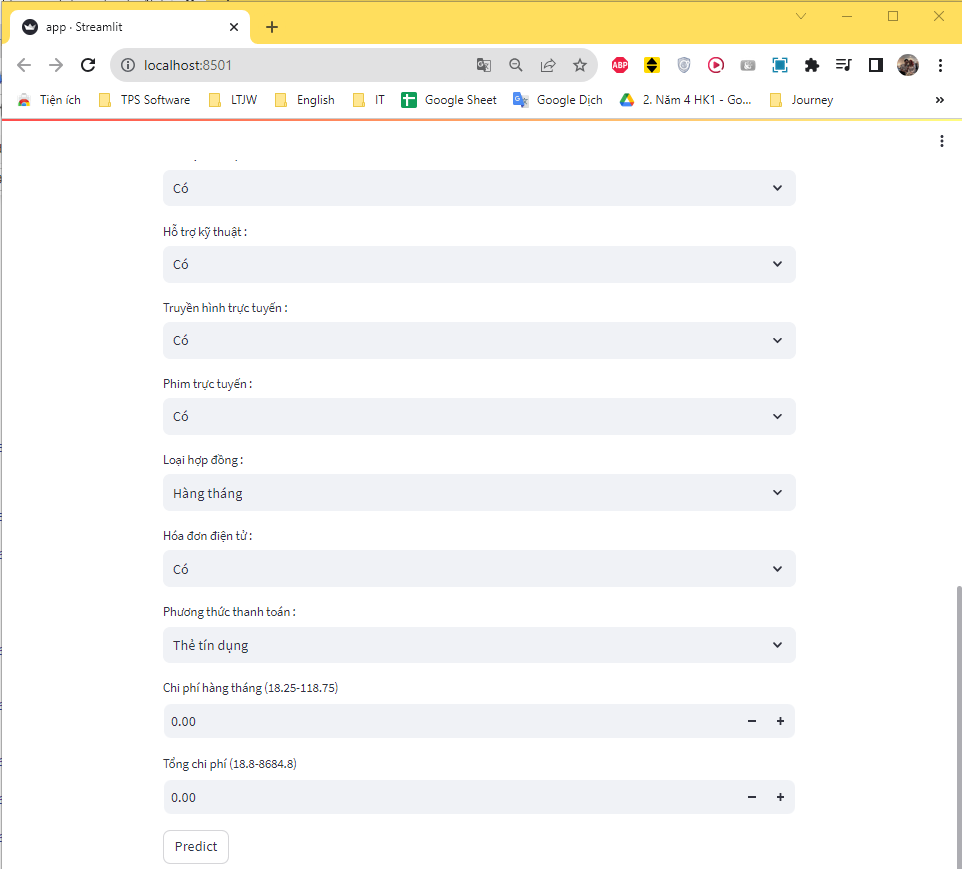 app · Streamlit
localhost:8501
ABP
Tiện ích
TPS Software
LTJW
English
IT
Google Sheet
Google Dịch
2. Năm 4 HK1 - Go...
Journey
Có
Hỗ trợ kỹ thuật :
Có
Truyền hình trực tuyến :
Có
Phim trực tuyến :
Có
Loại hợp đồng :
Hàng tháng
Hóa đơn điện tử :
Có
Phương thức thanh toán :
Thẻ tín dụng
Chi phí hàng tháng (18.25-118.75)
0.00
Tổng chi phí (18.8-8684.8)
0.00
Predict